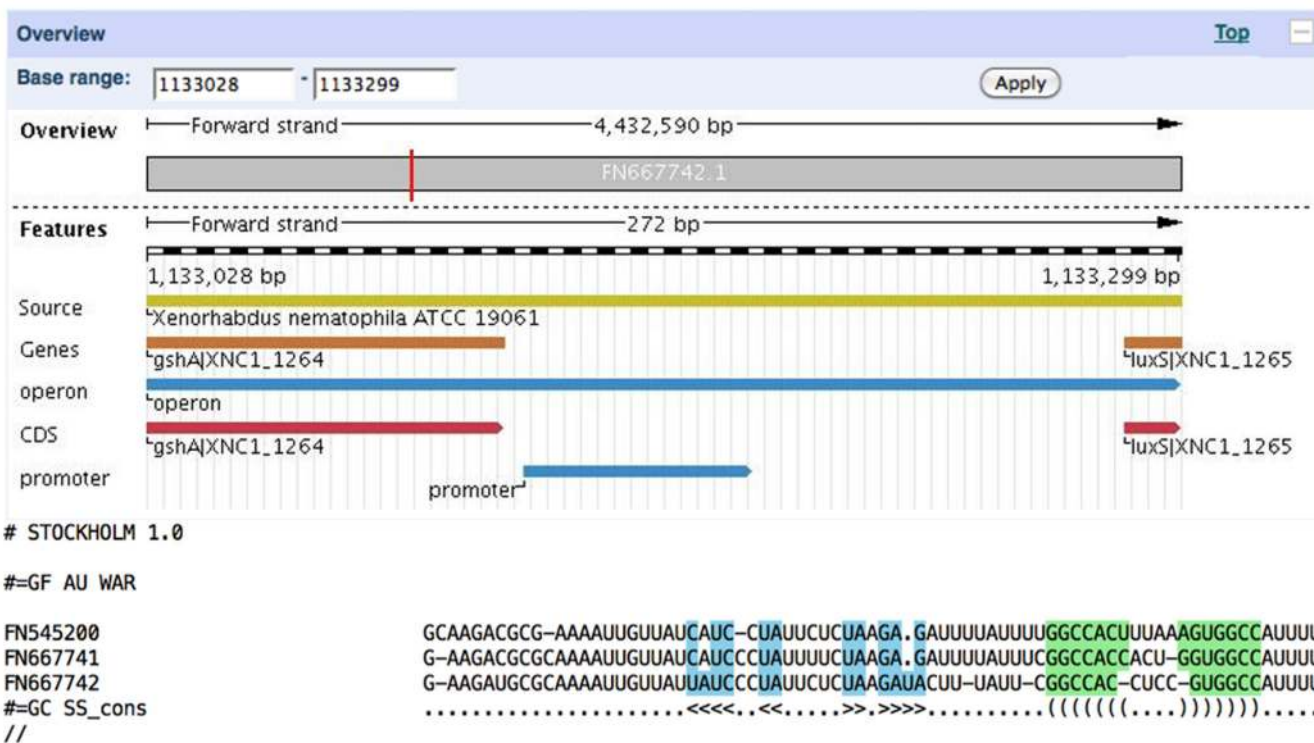 Overview
Top
Base range: 1133028 - 1133299 Apply
Overview Forward strand 4,432,590 bp
FN667742.1
Features Forward strand 272 bp
1,133,028 bp 1,133,299 bp
Source
Xenorhabdus nematophila ATCC 19061
Genes
gshA|XNC1_1264 luxS|XNC1_1265
operon
operon
CDS
gshA|XNC1_1264 luxS|XNC1_1265
promoter
promoter
# STOCKHOLM 1.0
#=GF AU WAR
FN545200 GCAAGACGCG-AAAAUUGUUAUCAUC-CUAUUCUCUAAGA.GAUUUUAUUUUGGCCACUUUAAAGUGGCCAUUUU
FN667741 G-AAGACGCGCAAAAUUGUUAUCAUCCCUAUUUUCUAAGA.GAUUUUAUUUCGGCCACCACU-GGUGGCCAUUUU
FN667742 G-AAGAUGCGCAAAAUUGUUAUUAUCCCUAUUCUCUAAGAUACUU-UAUU-CGGCCAC-CUCC-GUGGCCAUUUU
#=GC SS_cons ......................<<<<..<<.....>>.>>>>..........(((((((....))))))).....
//